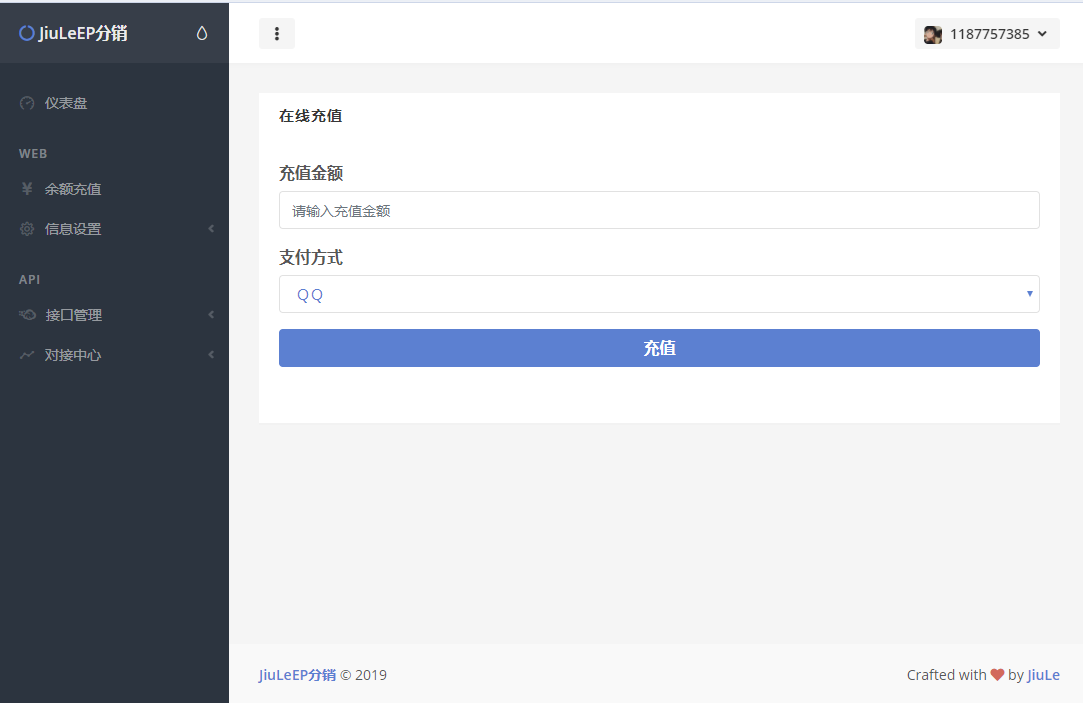 JiuLeEP分销
1187757385
仪表盘
WEB
¥ 余额充值
信息设置
API
接口管理
对接中心
在线充值
充值金额
请输入充值金额
支付方式
QQ
充值
JiuLeEP分销 © 2019
Crafted with ❤ by JiuLe